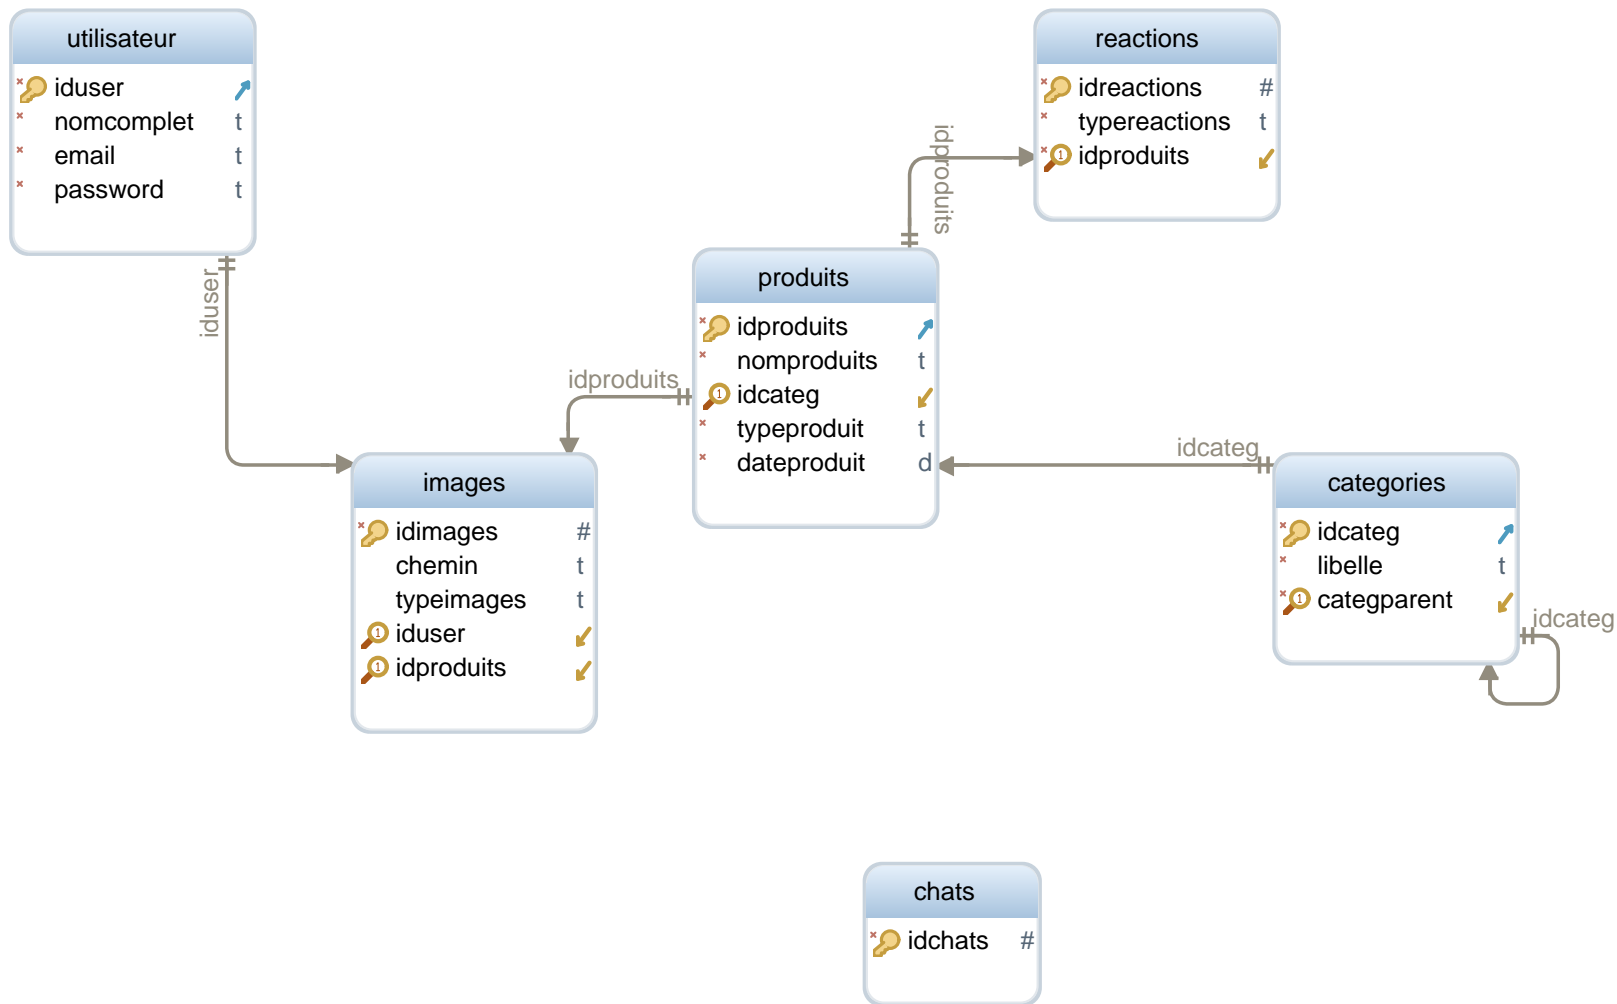 utilisateur
iduser
nomcomplet t
email t
password t
iduser
reactions
idreactions #
typereactions t
idproduits
idproduits
produits
idproduits
nomproduits t
idcateg
typeproduit t
dateproduit d
idproduits
images
idimages #
chemin t
typeimages t
iduser
idproduits
idcateg
categories
idcateg
libelle t
categparent
idcateg
chats
idchats #